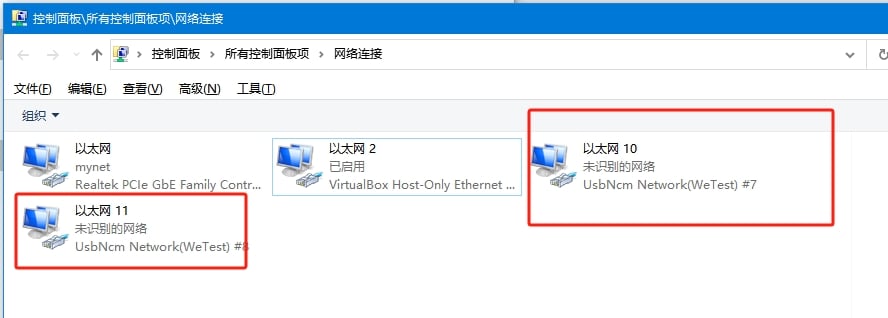 控制面板\所有控制面板项\网络连接
控制面板 > 所有控制面板项 > 网络连接
文件(F) 编辑(E) 查看(V) 高级(N) 工具(T)
组织
以太网
mynet
Realtek PCIe GbE Family Contr...
以太网 2
已启用
VirtualBox Host-Only Ethernet ...
以太网 10
未识别的网络
UsbNcm Network(WeTest) #7
以太网 11
未识别的网络
UsbNcm Network(WeTest) #8